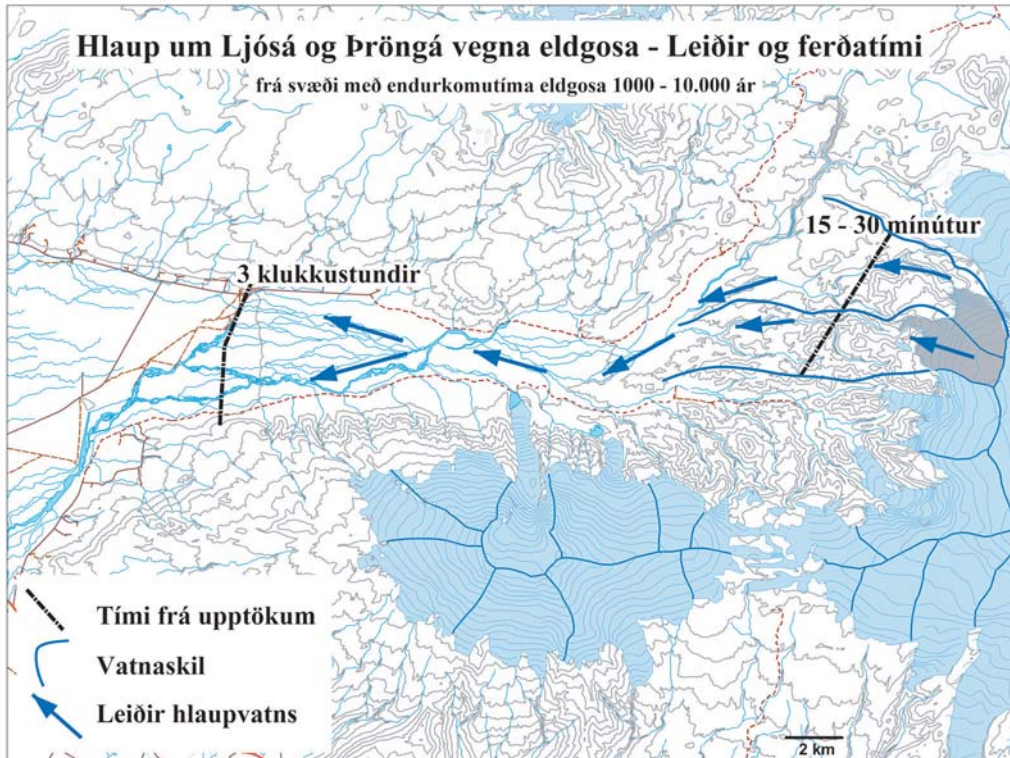 Hlaup um Ljósá og Þröngá vegna eldgosa - Leiðir og ferðatími
frá svæði með endurkomutíma eldgosa 1000 - 10.000 ár
15 - 30 mínútur
3 klukkustundir
Tími frá upptökum
Vatnaskil
Leiðir hlaupvatns
2 km